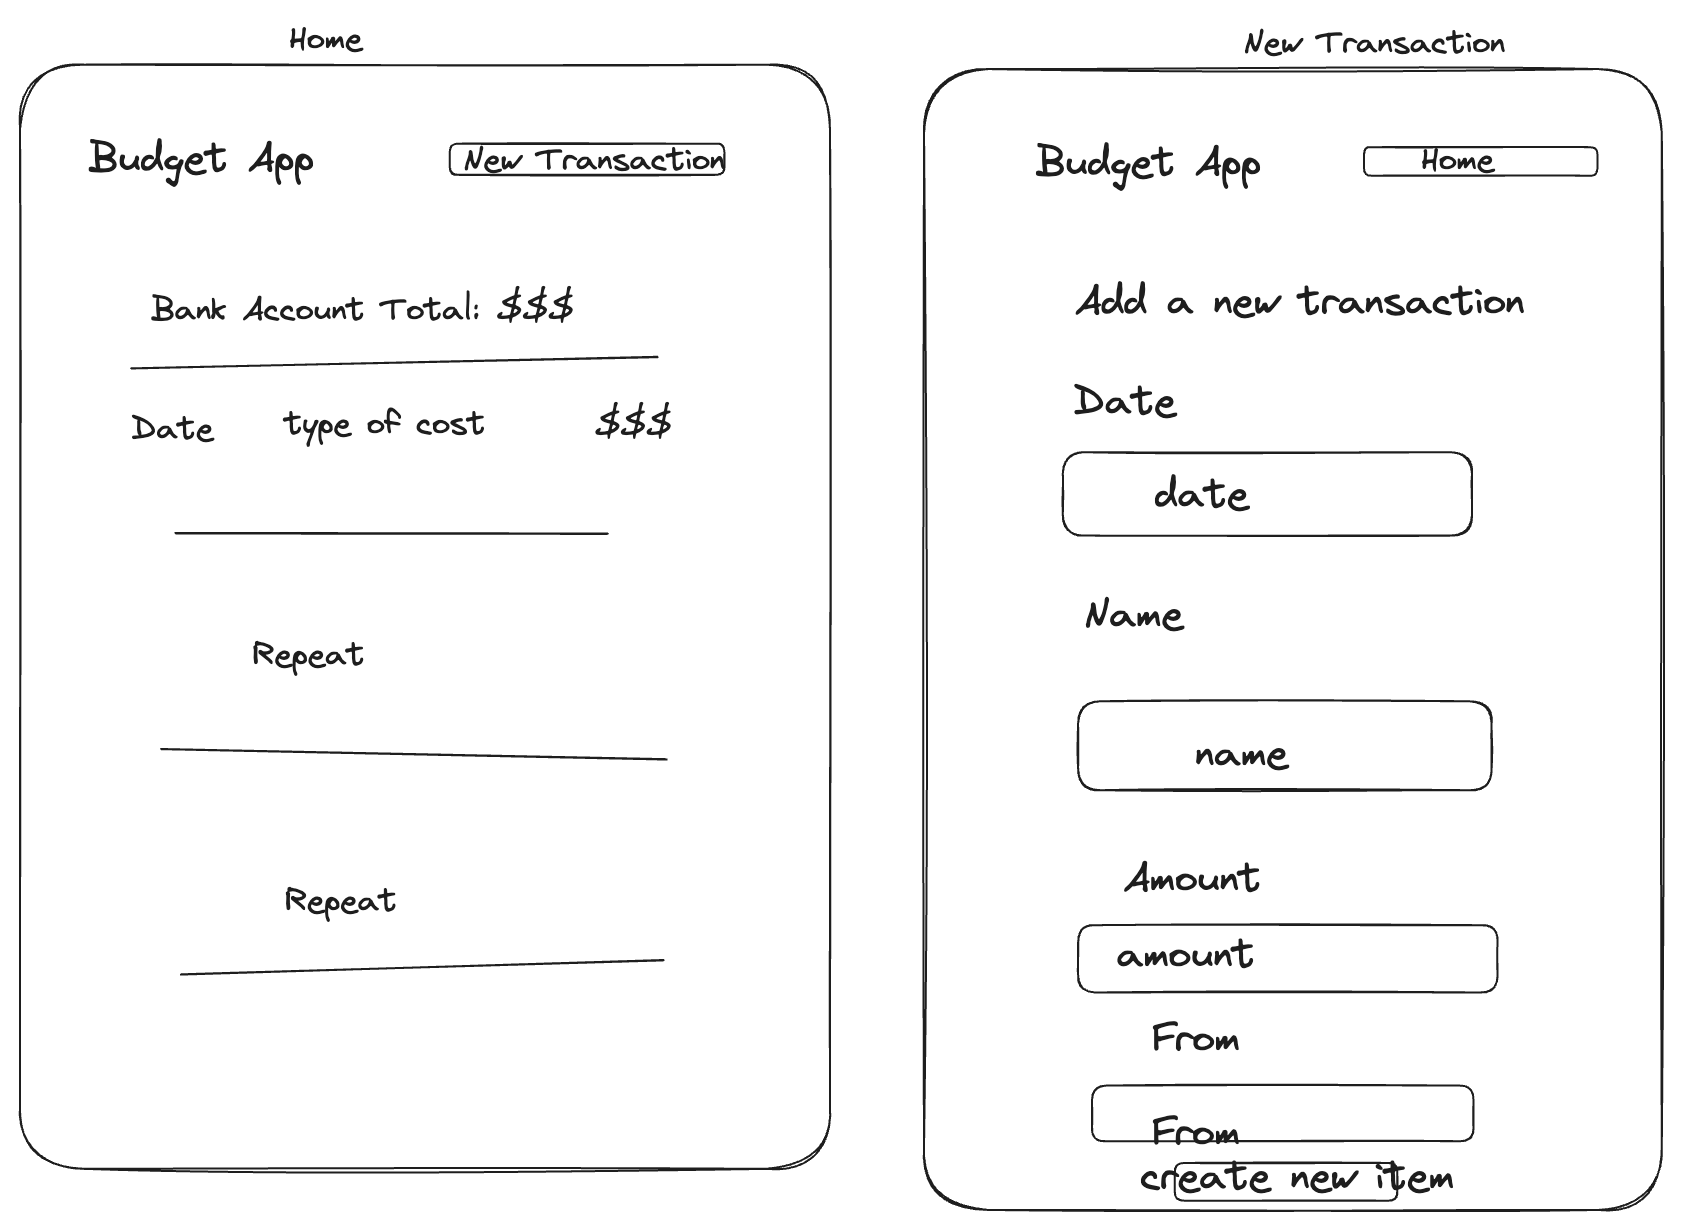 Home
Budget App
New Transaction
Bank Account Total: $$$
Date type of cost $$$
Repeat
Repeat
New Transaction
Budget App
Home
Add a new transaction
Date
date
Name
name
Amount
amount
From
From
create new item